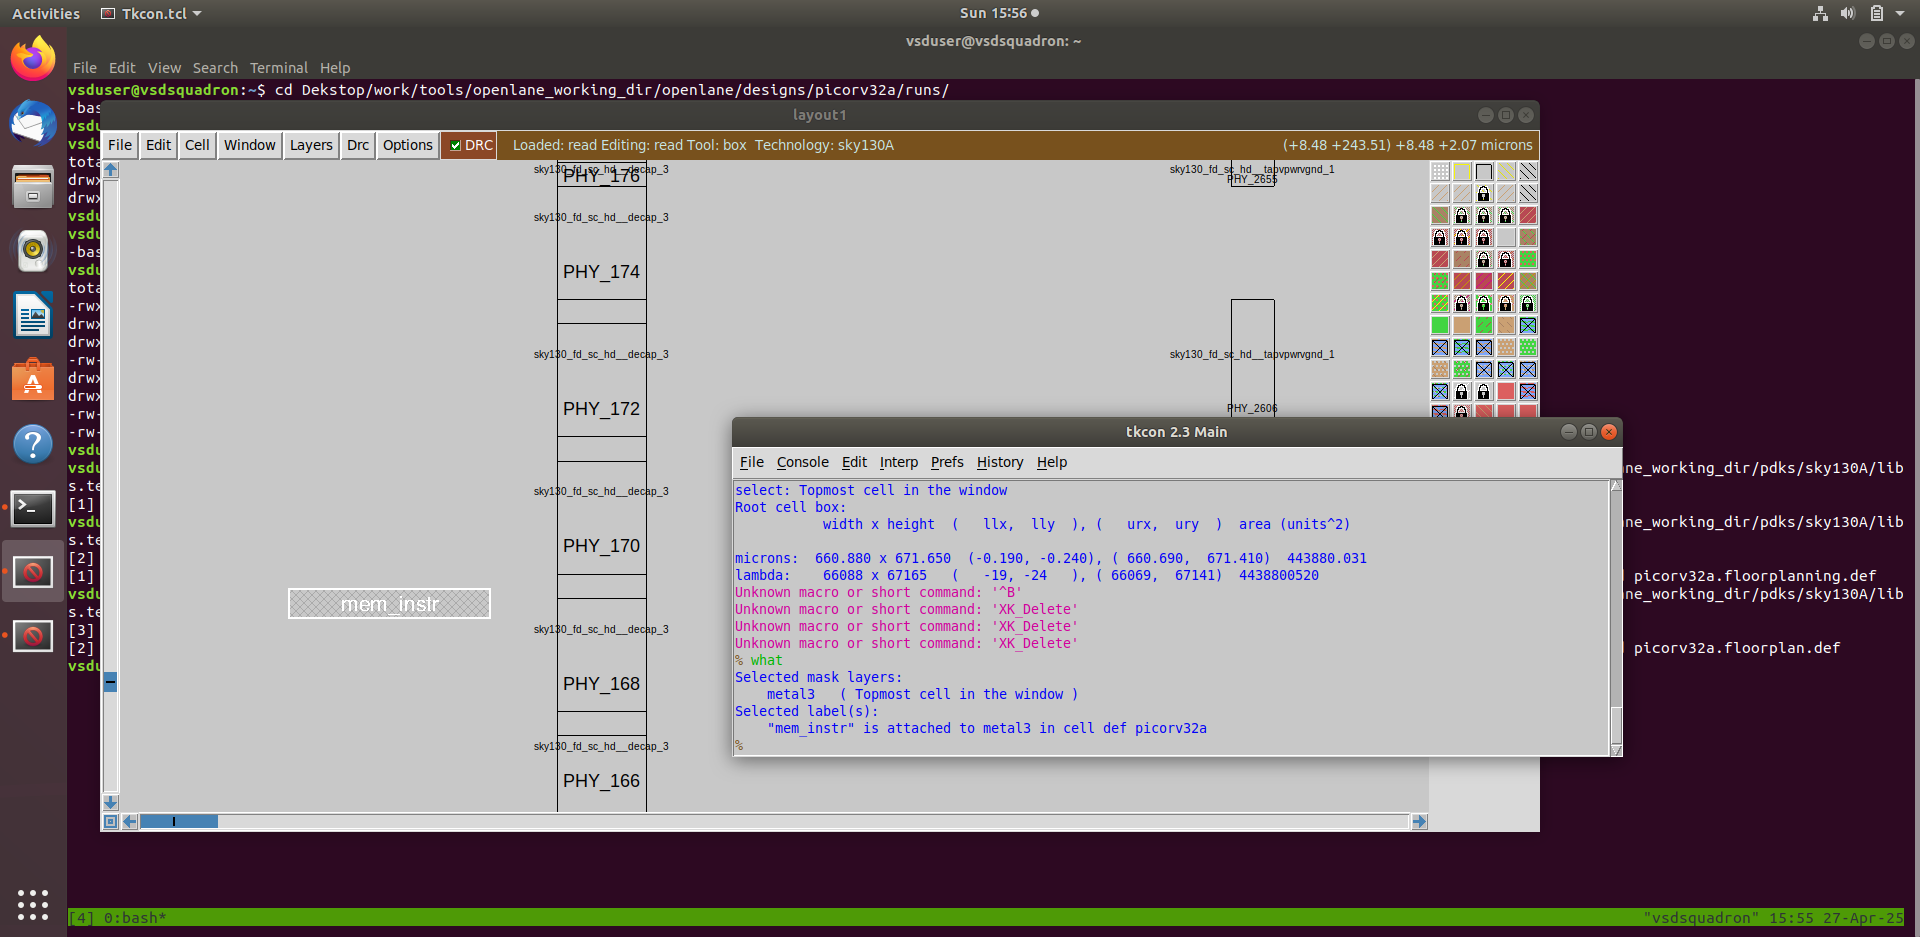 Activities
Tkcon.tcl
Sun 15:56
vsduser@vsdsquadron: ~
File Edit View Search Terminal Help
vsduser@vsdsquadron:~$ cd Dekstop/work/tools/openlane_working_dir/openlane/designs/picorv32a/runs/
-bas
vsdu
vsdu
tota
drwx
drwx
vsdu
vsdu
-bas
vsdu
tota
-rwx
drwx
drwx
-rw-
drwx
drwx
-rw-
-rw-
vsdu
vsdu
s.te
[1]
vsdu
s.te
[2]
[1]
vsdu
s.te
[3]
[2]
vsdu
layout1
File Edit Cell Window Layers Drc Options DRC
Loaded: read Editing: read Tool: box Technology: sky130A
(+8.48 +243.51) +8.48 +2.07 microns
sky130_fd_sc_hd__decap_3
PHY_176
sky130_fd_sc_hd__tapvpwrvgnd_1
PHY_2655
sky130_fd_sc_hd__decap_3
PHY_174
sky130_fd_sc_hd__decap_3
sky130_fd_sc_hd__tapvpwrvgnd_1
PHY_172
PHY_2606
sky130_fd_sc_hd__decap_3
PHY_170
mem_instr
sky130_fd_sc_hd__decap_3
PHY_168
sky130_fd_sc_hd__decap_3
PHY_166
tkcon 2.3 Main
File Console Edit Interp Prefs History Help
select: Topmost cell in the window
Root cell box:
width x height ( llx, lly ), ( urx, ury ) area (units^2)
microns: 660.880 x 671.650 (-0.190, -0.240), ( 660.690, 671.410) 443880.031
lambda: 66088 x 67165 ( -19, -24 ), ( 66069, 67141) 4438800520
Unknown macro or short command: '^B'
Unknown macro or short command: 'XK_Delete'
Unknown macro or short command: 'XK_Delete'
Unknown macro or short command: 'XK_Delete'
% what
Selected mask layers:
metal3 ( Topmost cell in the window )
Selected label(s):
"mem_instr" is attached to metal3 in cell def picorv32a
%
ne_working_dir/pdks/sky130A/lib
ne_working_dir/pdks/sky130A/lib
picorv32a.floorplanning.def
ne_working_dir/pdks/sky130A/lib
picorv32a.floorplan.def
[4] 0:bash*
"vsdsquadron" 15:55 27-Apr-25